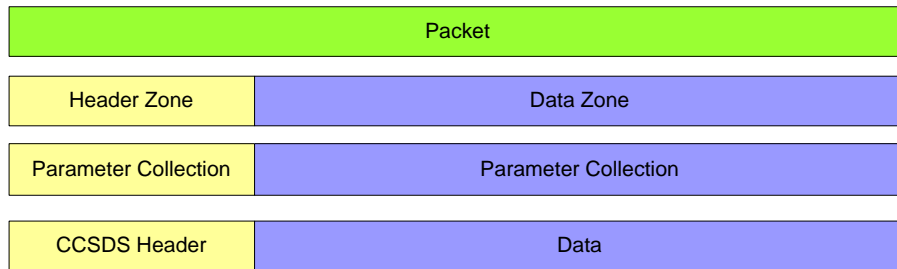 Packet
Header Zone
Data Zone
Parameter Collection
Parameter Collection
CCSDS Header
Data